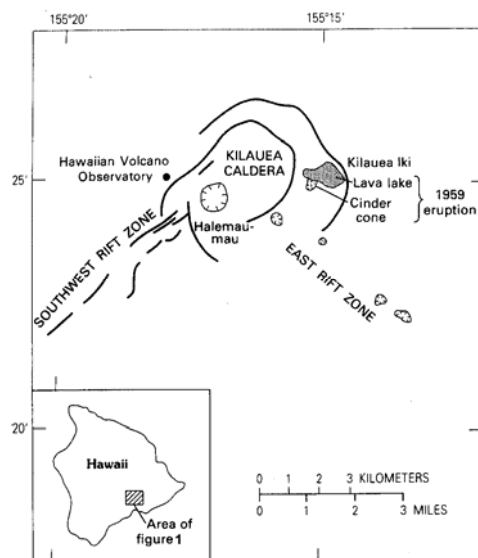 155°20'
155°15'
KILAUEA
CALDERA
Hawaiian Volcano
Observatory
Kilauea Iki
Lava lake
Cinder
cone
1959
eruption
25'
25'
Halemau-
mau
SOUTHWEST RIFT ZONE
EAST RIFT ZONE
20'
Hawaii
Area of
figure 1
0 1 2 3 KILOMETERS
0 1 2 3 MILES